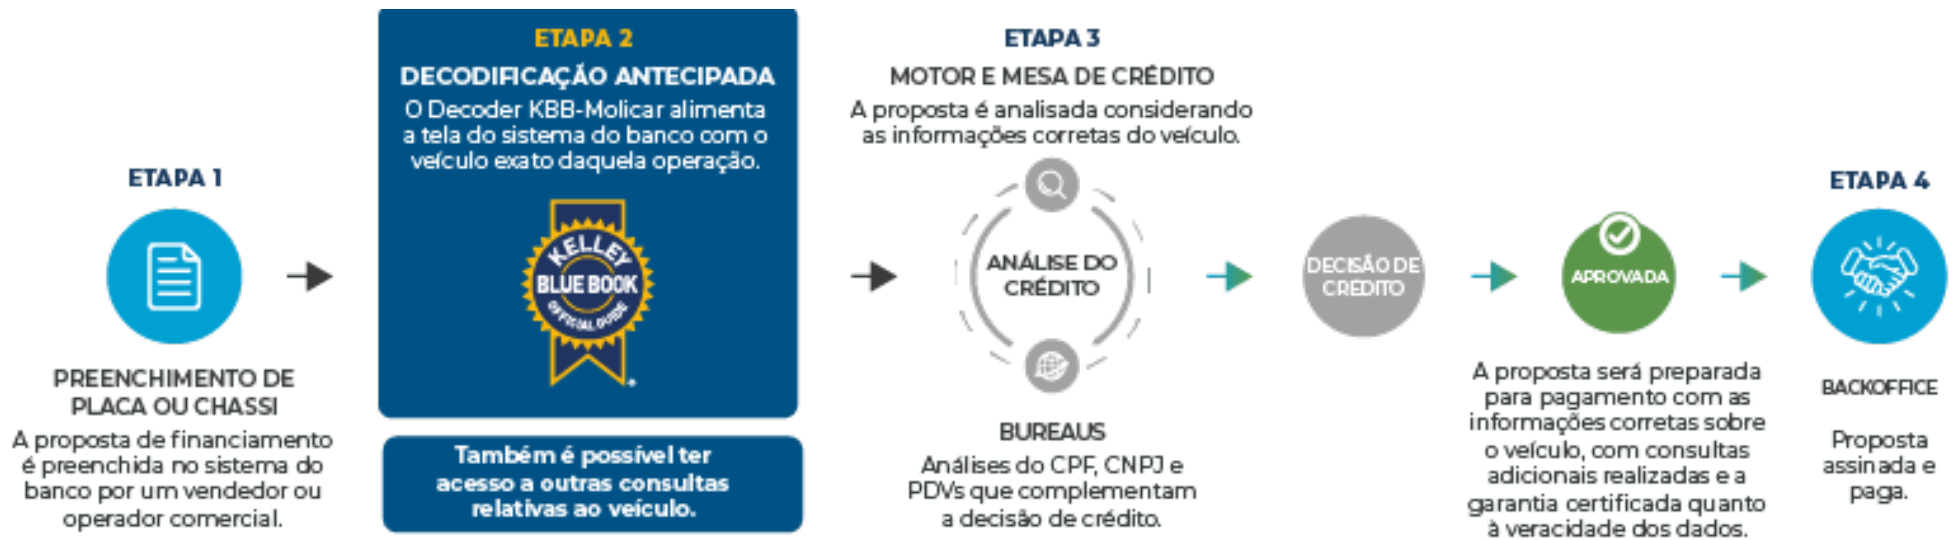 ETAPA 1
PREENCHIMENTO DE
PLACA OU CHASSI
A proposta de financiamento
é preenchida no sistema do
banco por um vendedor ou
operador comercial.
ETAPA 2
DECODIFICAÇÃO ANTECIPADA
O Decoder KBB-Molicar alimenta
a tela do sistema do banco com o
veículo exato daquela operação.
KELLEY
BLUE BOOK
OFFICIAL GUIDE
Também é possível ter
acesso a outras consultas
relativas ao veículo.
ETAPA 3
MOTOR E MESA DE CRÉDITO
A proposta é analisada considerando
as informações corretas do veículo.
ANÁLISE DO
CRÉDITO
BUREAUS
Análises do CPF, CNPJ e
PDVs que complementam
a decisão de crédito.
DECISÃO DE
CRÉDITO
APROVADA
A proposta será preparada
para pagamento com as
informações corretas sobre
o veículo, com consultas
adicionais realizadas e a
garantia certificada quanto
à veracidade dos dados.
ETAPA 4
BACKOFFICE
Proposta
assinada e
paga.